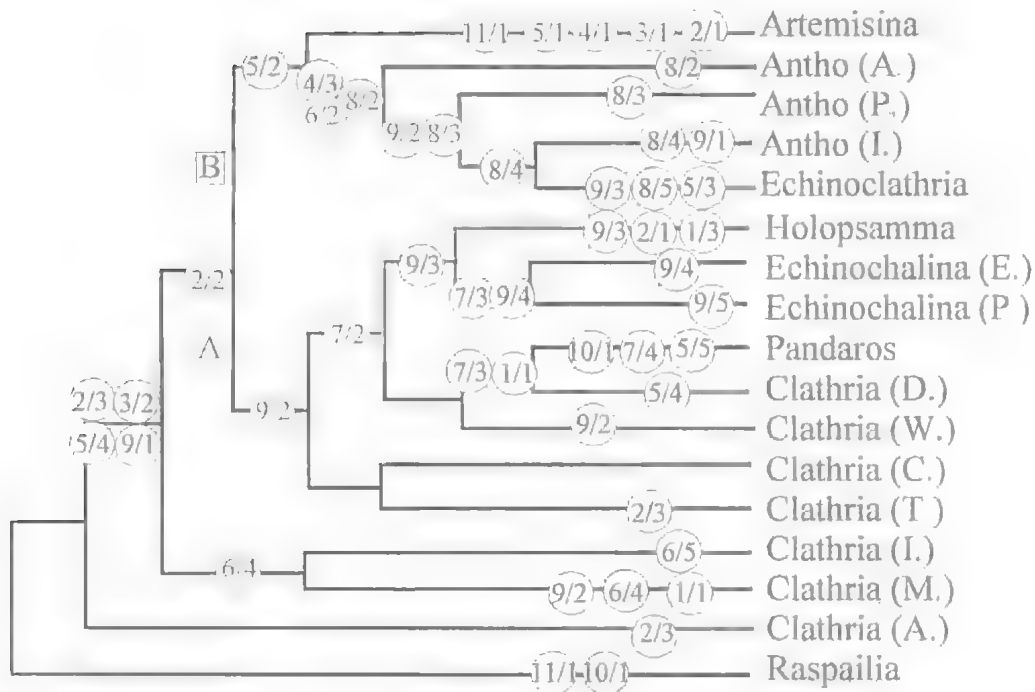 11/1 5/1 4/1 3/1 2/1 Artemisina
5/2
4/3 8/2 Antho (A.)
6/2 8/2
8/3 Antho (P.)
9/2 8/3
8/4 9/1 Antho (I.)
8/4
B
9/3 8/5 5/3 Echinoclathria
9/3 2/1 1/3 Holopsamma
9/3
9/4 Echinochalina (E.)
2/2
7/3 9/4
9/5 Echinochalina (P )
7/2
A
10/1 7/4 5/5 Pandaros
7/3 1/1
5/4 Clathria (D.)
2/3 3/2
9 2
9/2 Clathria (W.)
5/4 9/1
Clathria (C.)
2/3 Clathria (T )
6/5 Clathria (I.)
6/4
9/2 6/4 1/1 Clathria (M.)
2/3 Clathria (A.)
11/1 10/1 Raspailia